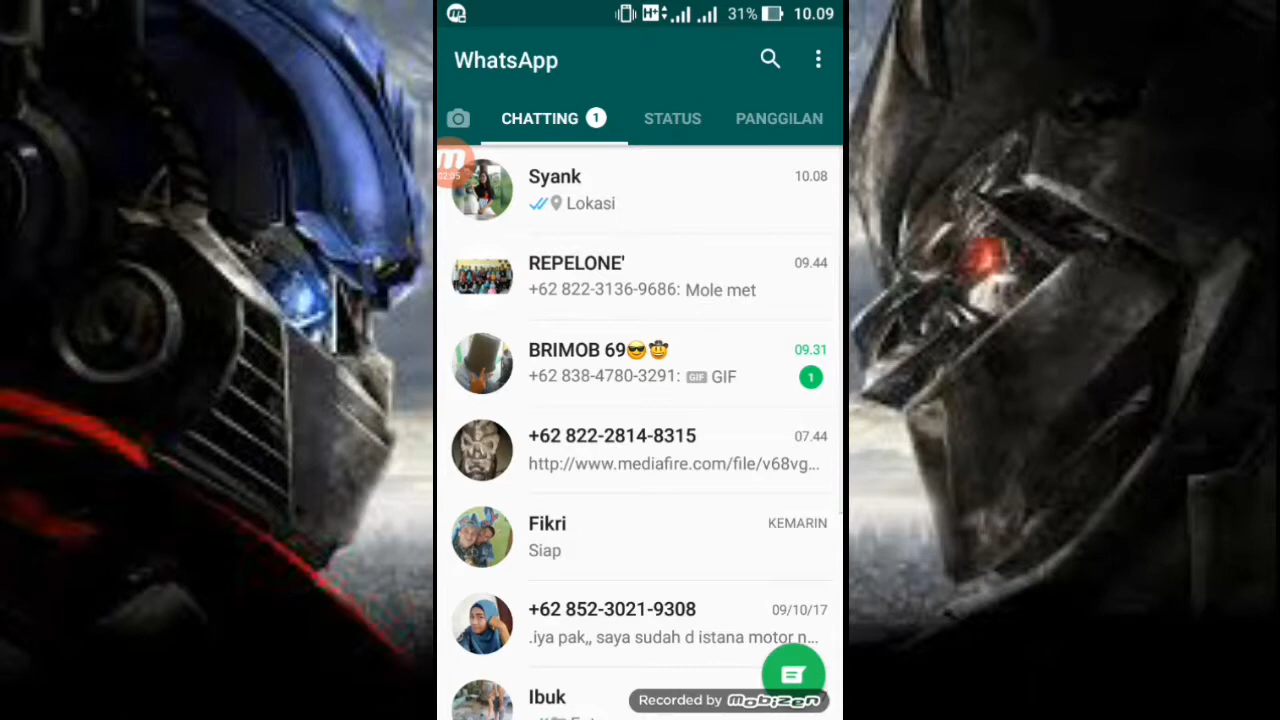 31% 10.09
WhatsApp
CHATTING 1 STATUS PANGGILAN
02:05
Syank 10.08
Lokasi
REPELONE' 09.44
+62 822-3136-9686: Mole met
BRIMOB 69😎🤠 09.31
+62 838-4780-3291: GIF GIF 1
+62 822-2814-8315 07.44
http://www.mediafire.com/file/v68vg...
Fikri KEMARIN
Siap
+62 852-3021-9308 09/10/17
.iya pak,, saya sudah d istana motor n...
Ibuk
Recorded by mobizen